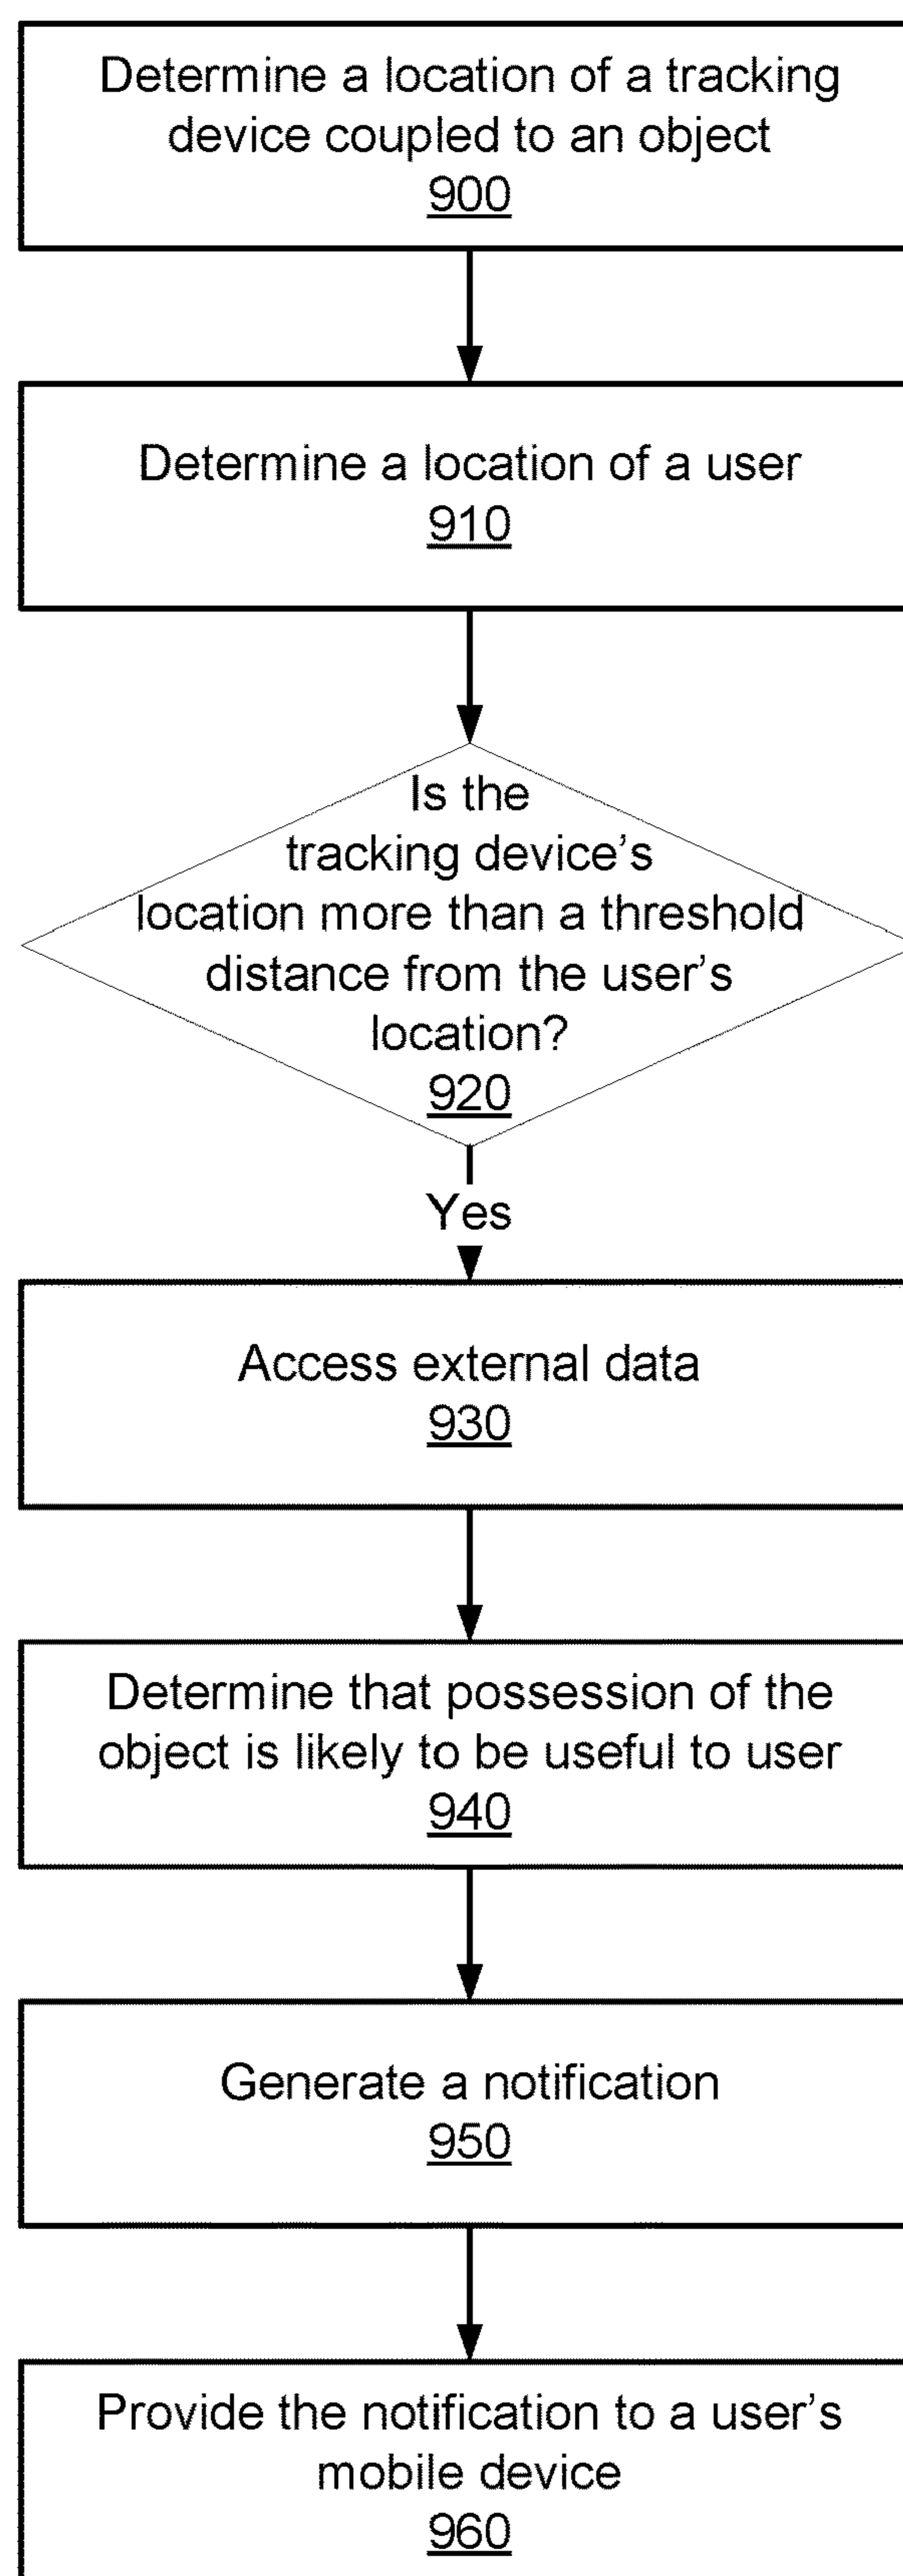 Determine a location of a tracking
device coupled to an object
900
Determine a location of a user
910
Is the
tracking device's
location more than a threshold
distance from the user's
location?
920
Yes
Access external data
930
Determine that possession of the
object is likely to be useful to user
940
Generate a notification
950
Provide the notification to a user's
mobile device
960